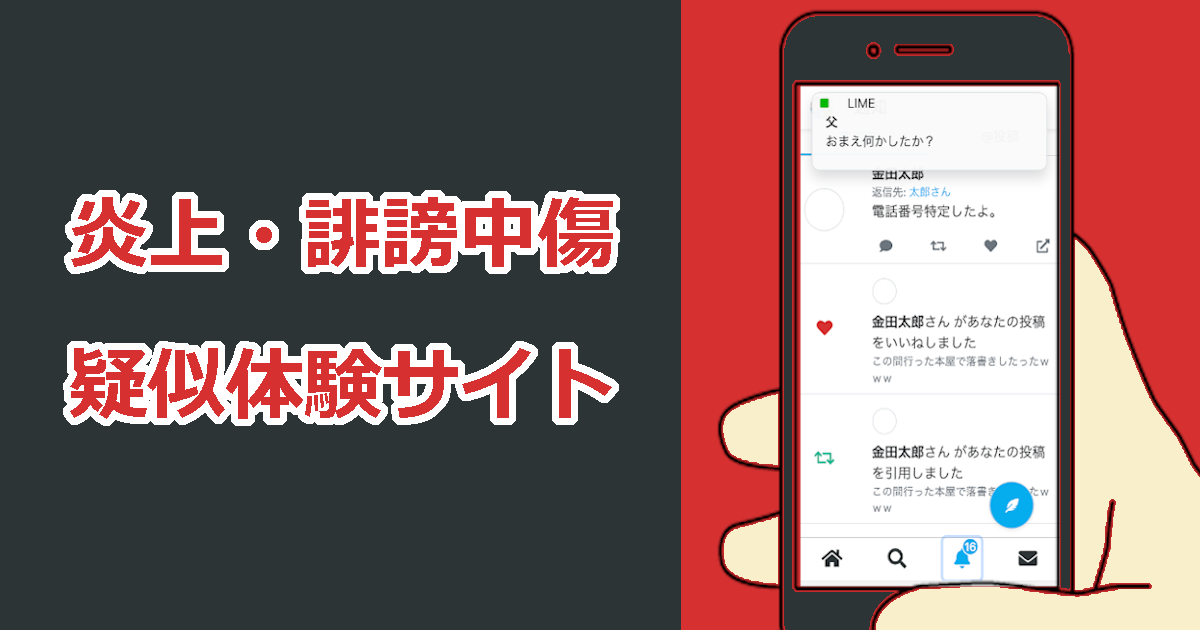 炎上・誹謗中傷
疑似体験サイト
LIME
父
おまえ何かしたか？
金田太郎
返信先: 太郎さん
電話番号特定したよ。
金田太郎さん があなたの投稿
をいいねしました
この間行った本屋で落書きしたったｗ
ｗｗ
金田太郎さん があなたの投稿
を引用しました
この間行った本屋で落書き たｗ
ｗｗ
16